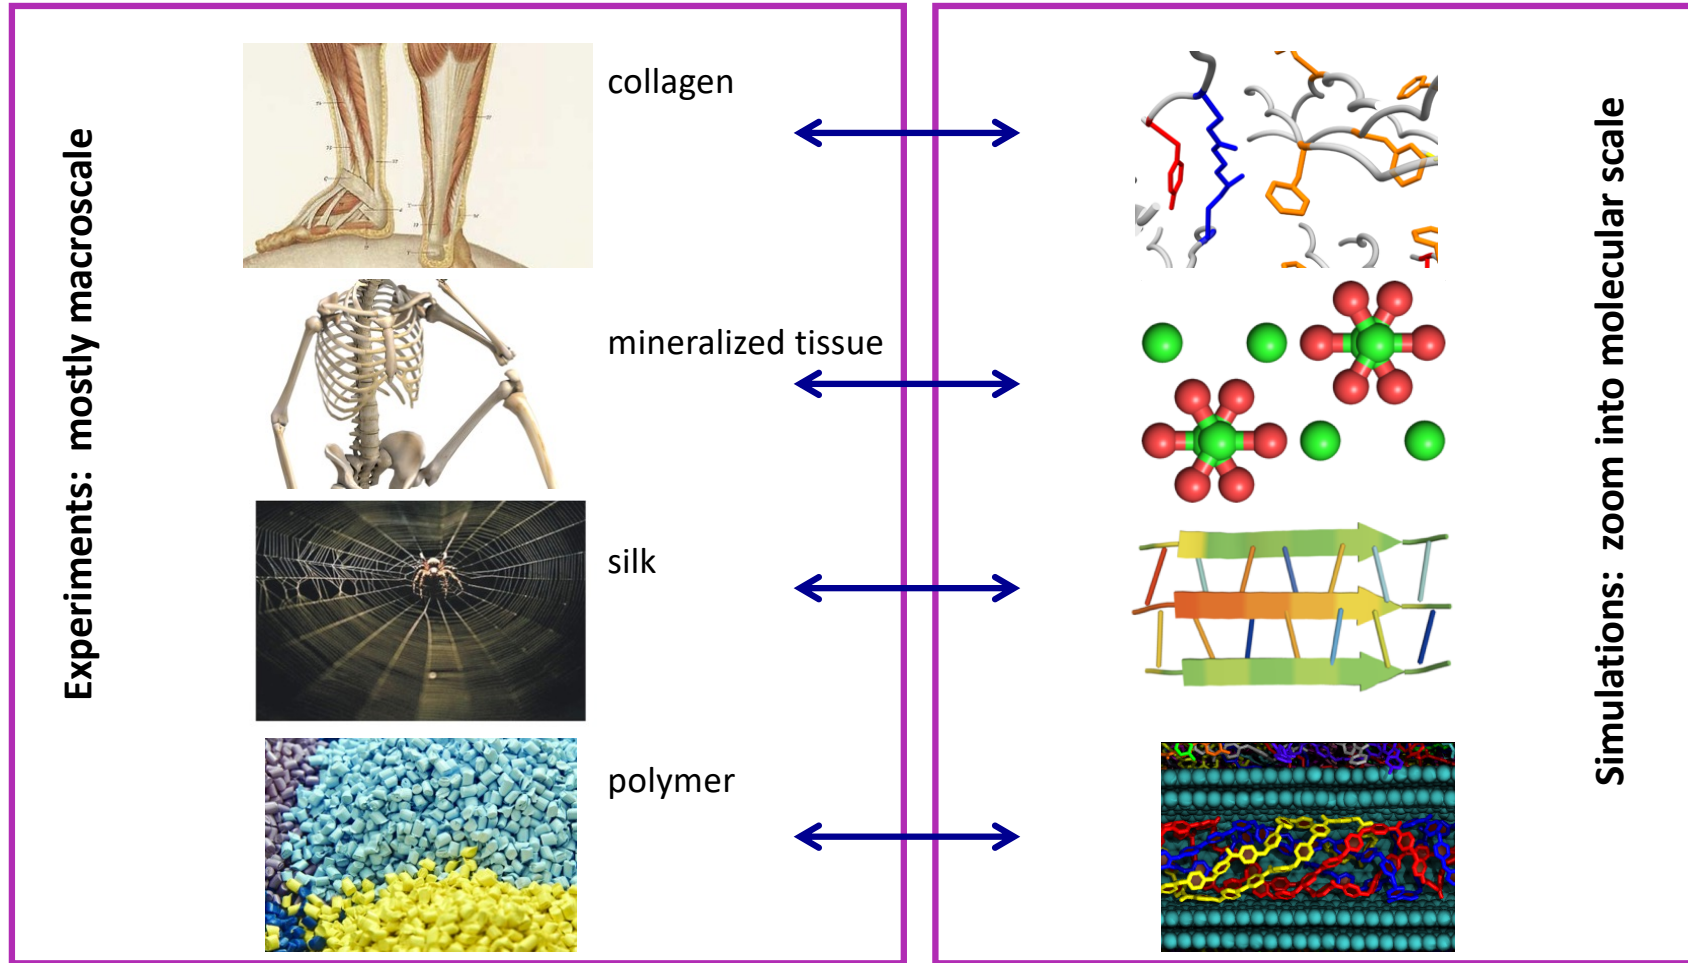 Experiments:  mostly macroscale
collagen
mineralized tissue
silk
polymer
Simulations:  zoom into molecular scale